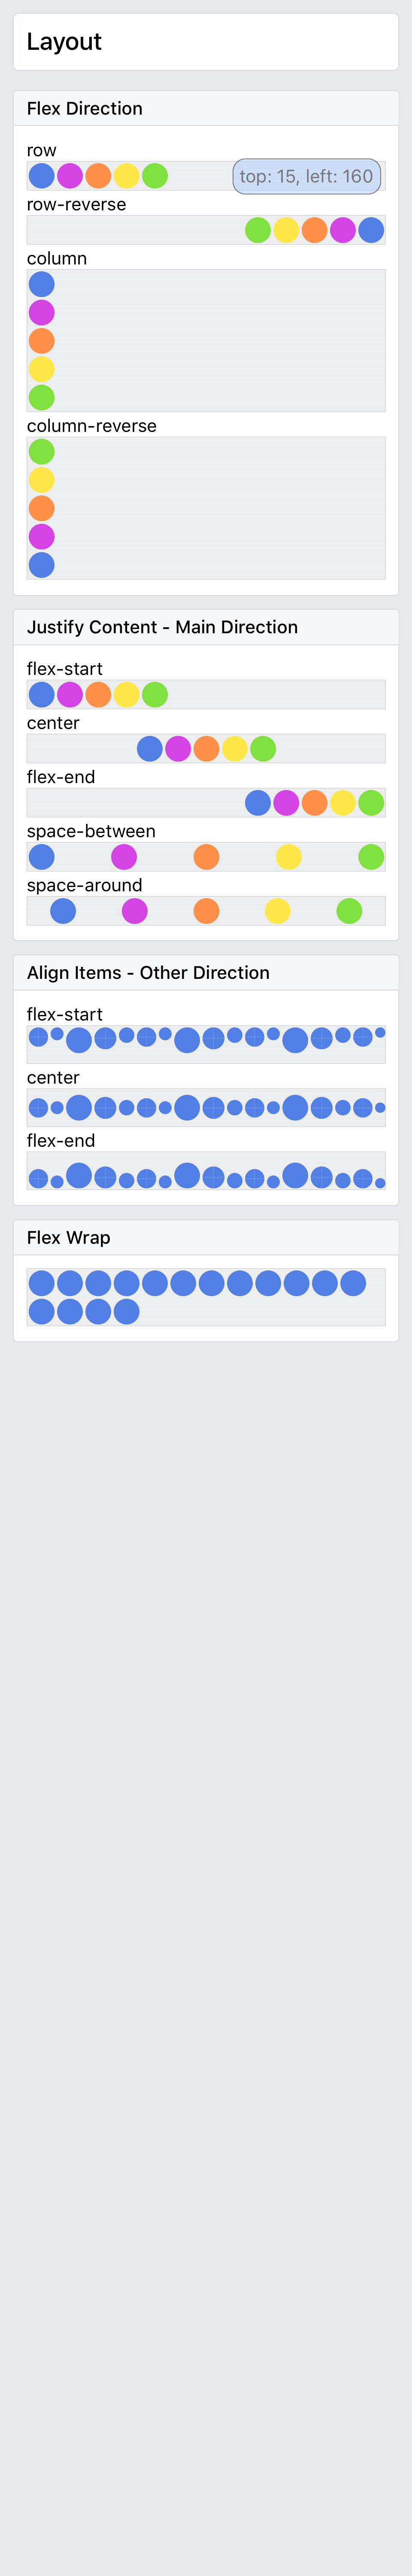 Layout
Flex Direction
row
top: 15, left: 160
row-reverse
column
column-reverse
Justify Content - Main Direction
flex-start
center
flex-end
space-between
space-around
Align Items - Other Direction
flex-start
center
flex-end
Flex Wrap